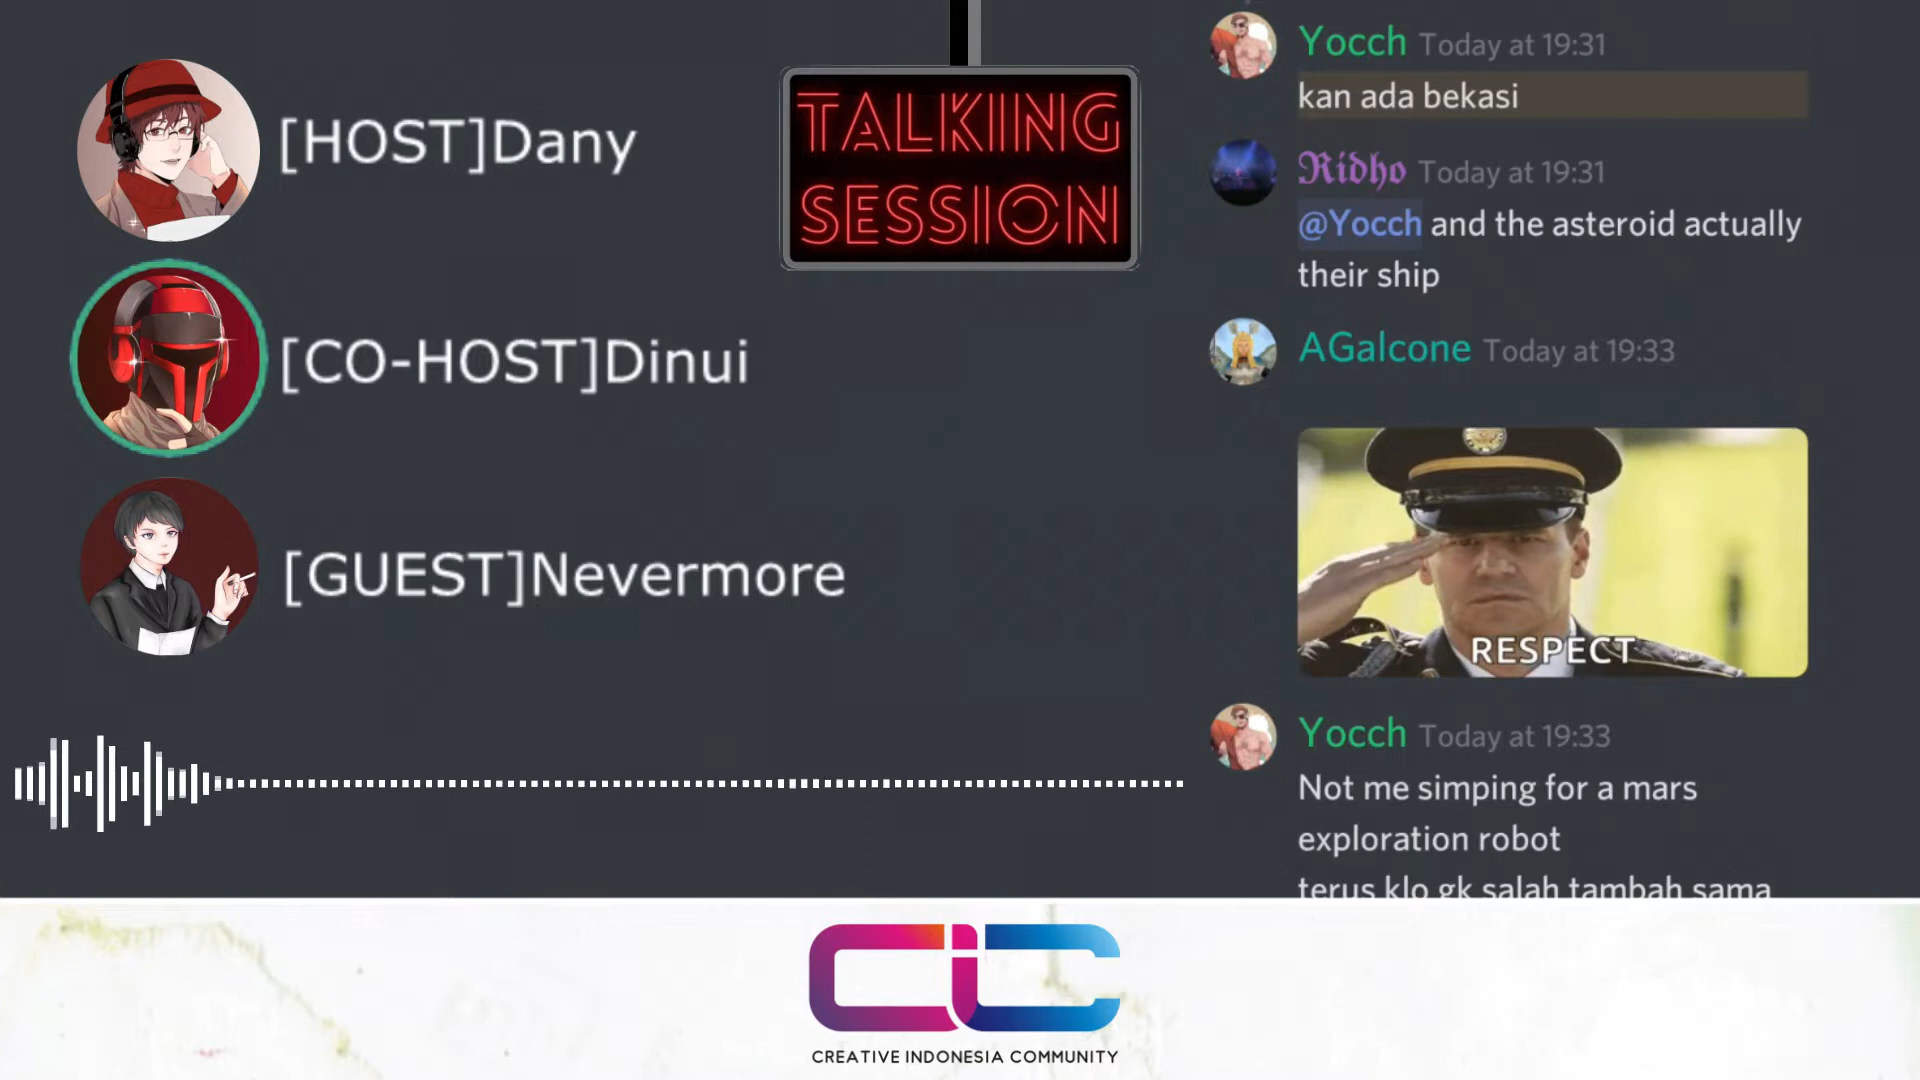 [HOST]Dany
[CO-HOST]Dinui
[GUEST]Nevermore
TALKING
SESSION
Yocch Today at 19:31
kan ada bekasi
Ridho Today at 19:31
@Yocch and the asteroid actually
their ship
AGalcone Today at 19:33
RESPECT
Yocch Today at 19:33
Not me simping for a mars
exploration robot
terus klo gk salah tambah sama
CIC
CREATIVE INDONESIA COMMUNITY